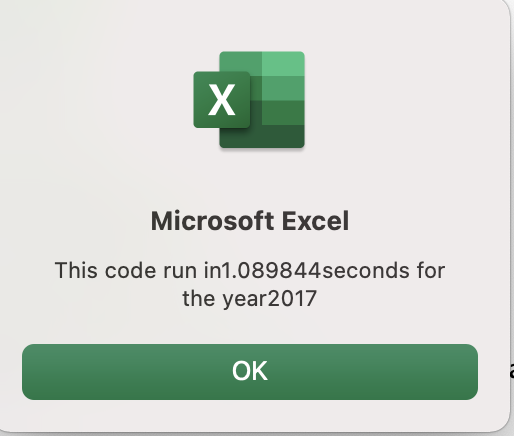 X
Microsoft Excel
This code run in1.089844seconds for
the year2017
OK